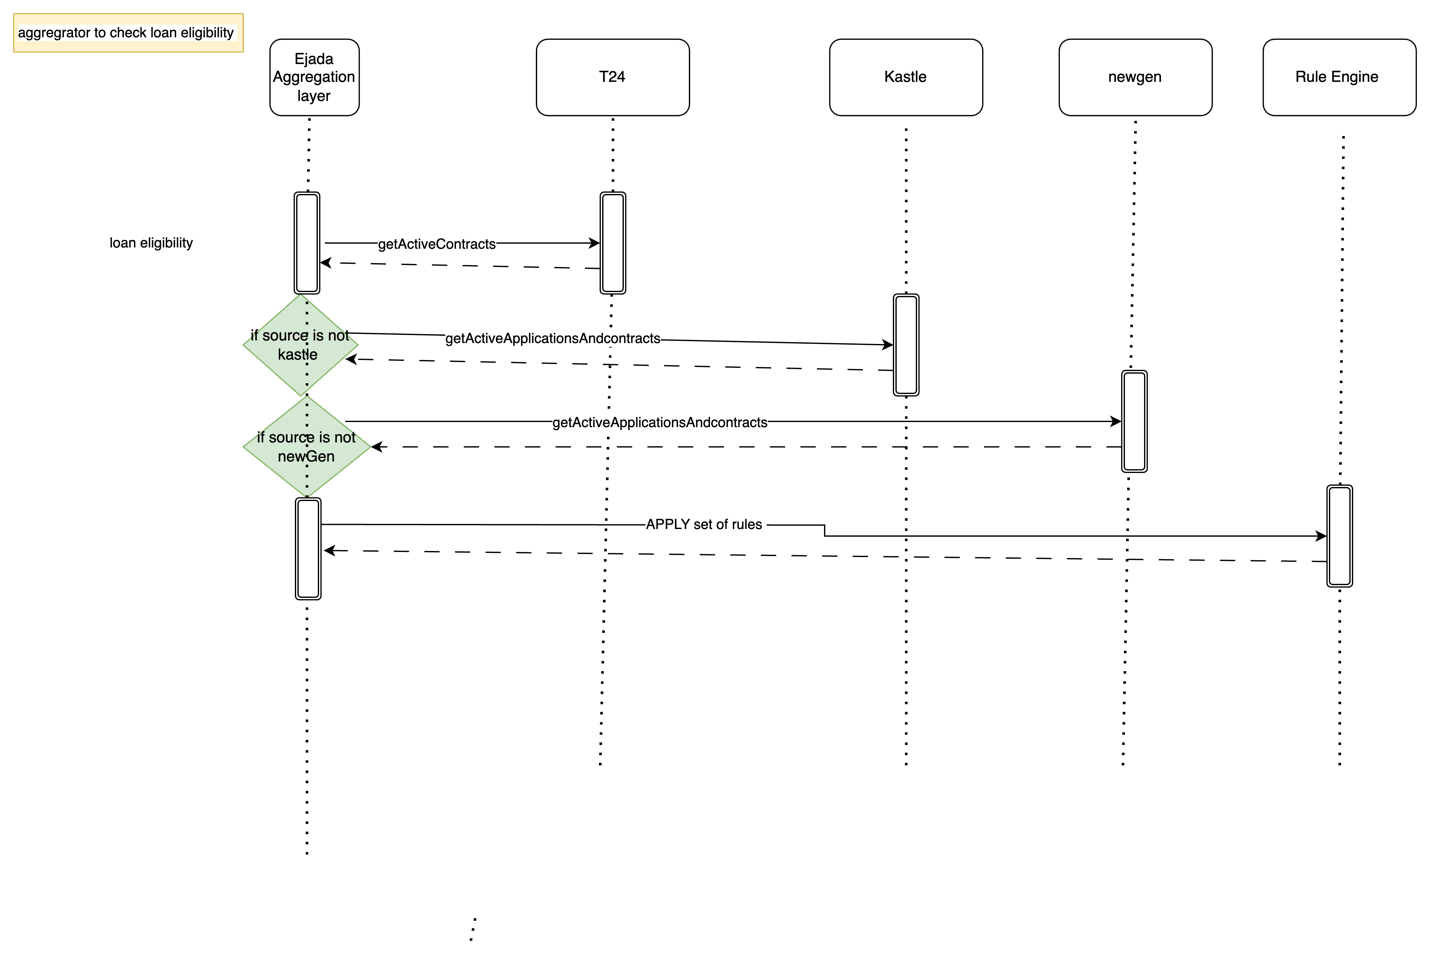 aggregrator to check loan eligibility
Ejada
Aggregation
layer
T24
Kastle
newgen
Rule Engine
loan eligibility
getActiveContracts
if source is not
kastle
getActiveApplicationsAndcontracts
if source is not
newGen
getActiveApplicationsAndcontracts
APPLY set of rules